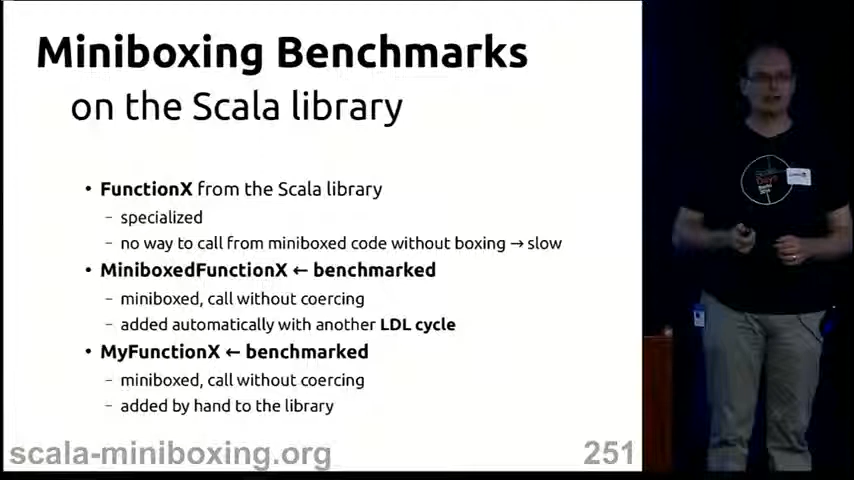 Miniboxing Benchmarks
on the Scala library
• FunctionX from the Scala library
– specialized
– no way to call from miniboxed code without boxing → slow
• MiniboxedFunctionX ← benchmarked
– miniboxed, call without coercing
– added automatically with another LDL cycle
• MyFunctionX ← benchmarked
– miniboxed, call without coercing
– added by hand to the library
scala-miniboxing.org
251
Scala
Days